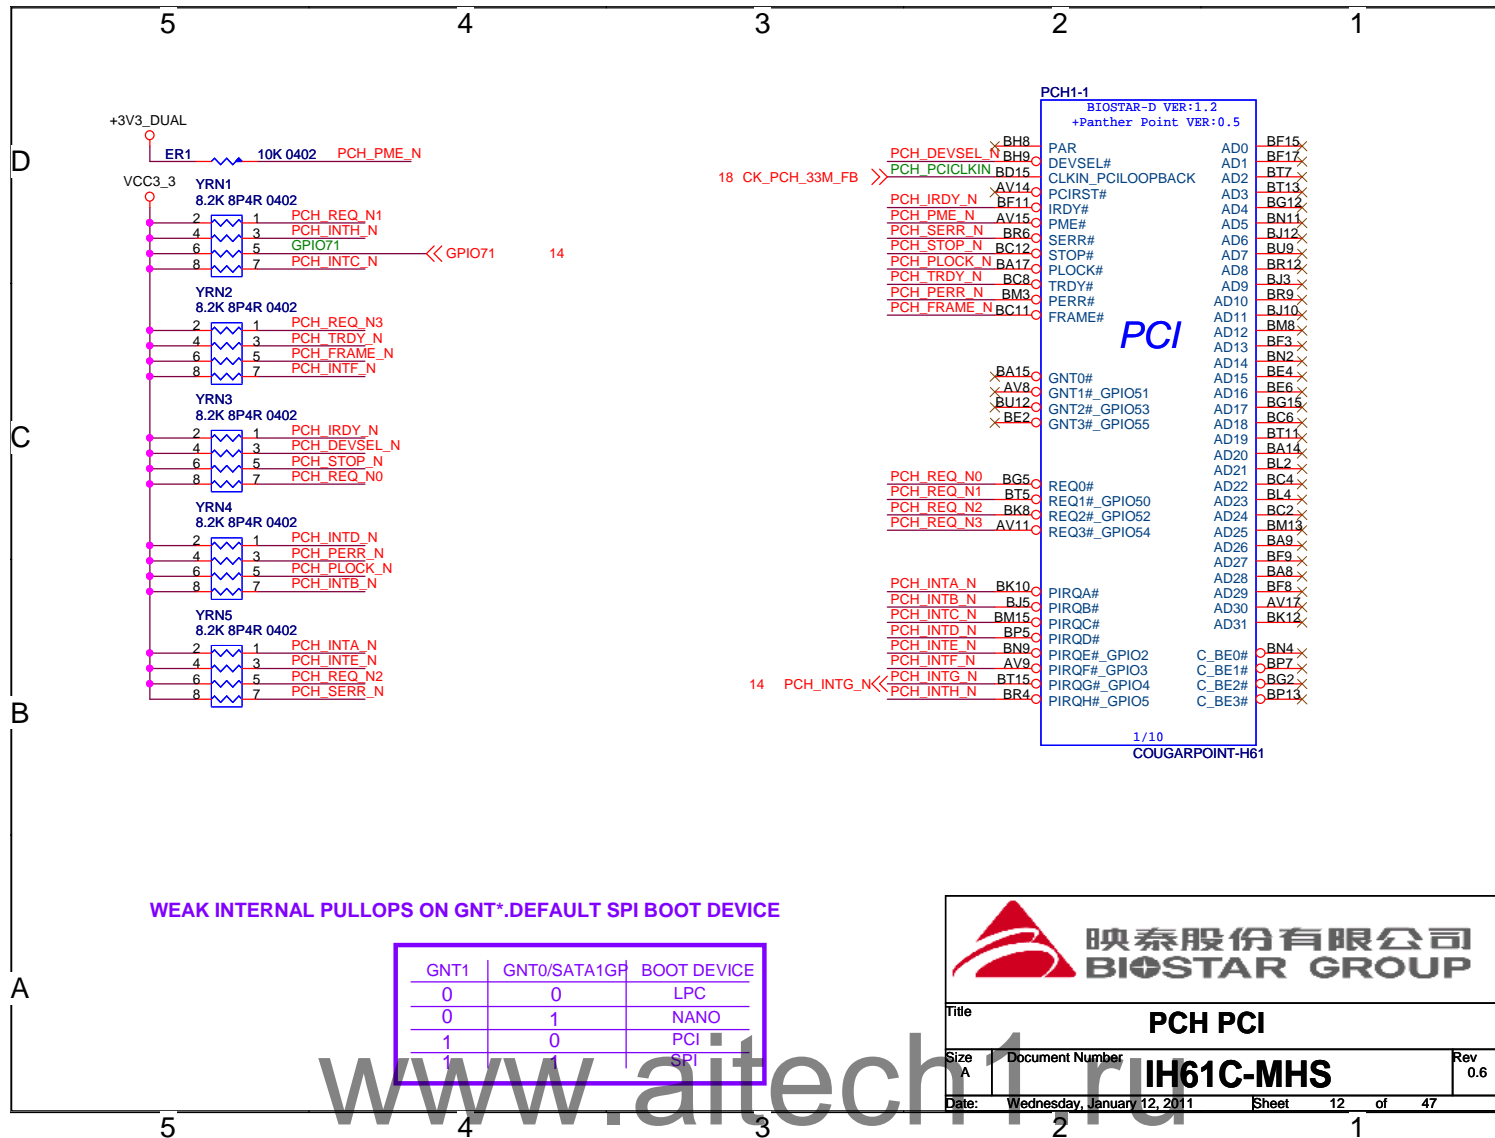 5 4 3 2 1
D
C
B
A
+3V3_DUAL
ER1 10K 0402 PCH_PME_N
VCC3_3
YRN1
8.2K 8P4R 0402
2 1 PCH_REQ_N1
4 3 PCH_INTH_N
6 5 GPIO71 GPIO71 14
8 7 PCH_INTC_N
YRN2
8.2K 8P4R 0402
2 1 PCH_REQ_N3
4 3 PCH_TRDY_N
6 5 PCH_FRAME_N
8 7 PCH_INTF_N
YRN3
8.2K 8P4R 0402
2 1 PCH_IRDY_N
4 3 PCH_DEVSEL_N
6 5 PCH_STOP_N
8 7 PCH_REQ_N0
YRN4
8.2K 8P4R 0402
2 1 PCH_INTD_N
4 3 PCH_PERR_N
6 5 PCH_PLOCK_N
8 7 PCH_INTB_N
YRN5
8.2K 8P4R 0402
2 1 PCH_INTA_N
4 3 PCH_INTE_N
6 5 PCH_REQ_N2
8 7 PCH_SERR_N
PCH1-1
BIOSTAR-D VER:1.2
+Panther Point VER:0.5
PCI
BH8 PAR
PCH_DEVSEL_N BH9 DEVSEL#
18 CK_PCH_33M_FB PCH_PCICLKIN BD15 CLKIN_PCILOOPBACK
AV14 PCIRST#
PCH_IRDY_N BF11 IRDY#
PCH_PME_N AV15 PME#
PCH_SERR_N BR6 SERR#
PCH_STOP_N BC12 STOP#
PCH_PLOCK_N BA17 PLOCK#
PCH_TRDY_N BC8 TRDY#
PCH_PERR_N BM3 PERR#
PCH_FRAME_N BC11 FRAME#
BA15 GNT0#
AV8 GNT1#_GPIO51
BU12 GNT2#_GPIO53
BE2 GNT3#_GPIO55
PCH_REQ_N0 BG5 REQ0#
PCH_REQ_N1 BT5 REQ1#_GPIO50
PCH_REQ_N2 BK8 REQ2#_GPIO52
PCH_REQ_N3 AV11 REQ3#_GPIO54
PCH_INTA_N BK10 PIRQA#
PCH_INTB_N BJ5 PIRQB#
PCH_INTC_N BM15 PIRQC#
PCH_INTD_N BP5 PIRQD#
PCH_INTE_N BN9 PIRQE#_GPIO2
PCH_INTF_N AV9 PIRQF#_GPIO3
14 PCH_INTG_N PCH_INTG_N BT15 PIRQG#_GPIO4
PCH_INTH_N BR4 PIRQH#_GPIO5
AD0 BF15
AD1 BF17
AD2 BT7
AD3 BT13
AD4 BG12
AD5 BN11
AD6 BJ12
AD7 BU9
AD8 BR12
AD9 BJ3
AD10 BR9
AD11 BJ10
AD12 BM8
AD13 BF3
AD14 BN2
AD15 BE4
AD16 BE6
AD17 BG15
AD18 BC6
AD19 BT11
AD20 BA14
AD21 BL2
AD22 BC4
AD23 BL4
AD24 BC2
AD25 BM13
AD26 BA9
AD27 BF9
AD28 BA8
AD29 BF8
AD30 AV17
AD31 BK12
C_BE0# BN4
C_BE1# BP7
C_BE2# BG2
C_BE3# BP13
1/10
COUGARPOINT-H61
WEAK INTERNAL PULLOPS ON GNT*.DEFAULT SPI BOOT DEVICE
GNT1 GNT0/SATA1GP BOOT DEVICE
0 0 LPC
0 1 NANO
1 0 PCI
1 1 SPI
映泰股份有限公司
BIOSTAR GROUP
Title
PCH PCI
Size Document Number Rev
A IH61C-MHS 0.6
Date: Wednesday, January 12, 2011 Sheet 12 of 47
www.aitech1.ru
5 4 3 2 1